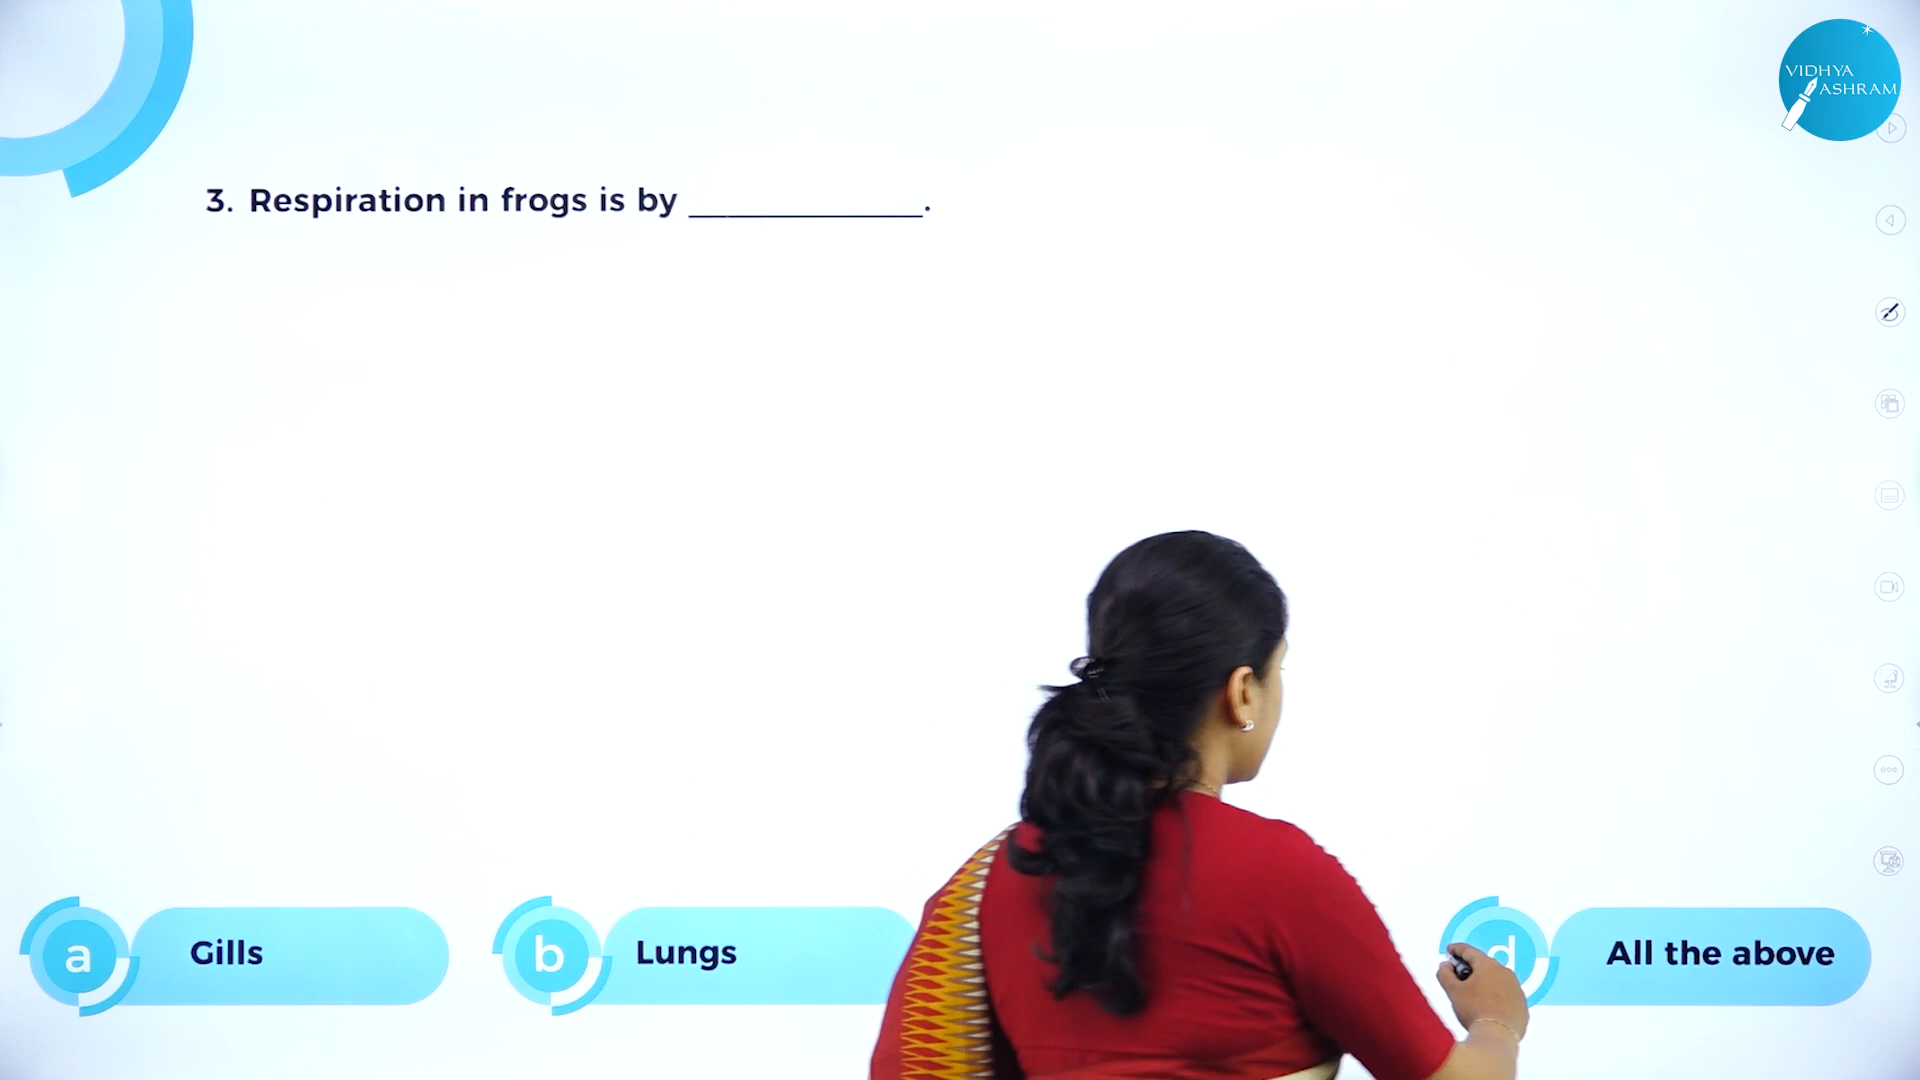 VIDHYA
ASHRAM
3. Respiration in frogs is by ____________.
a Gills
b Lungs
d All the above